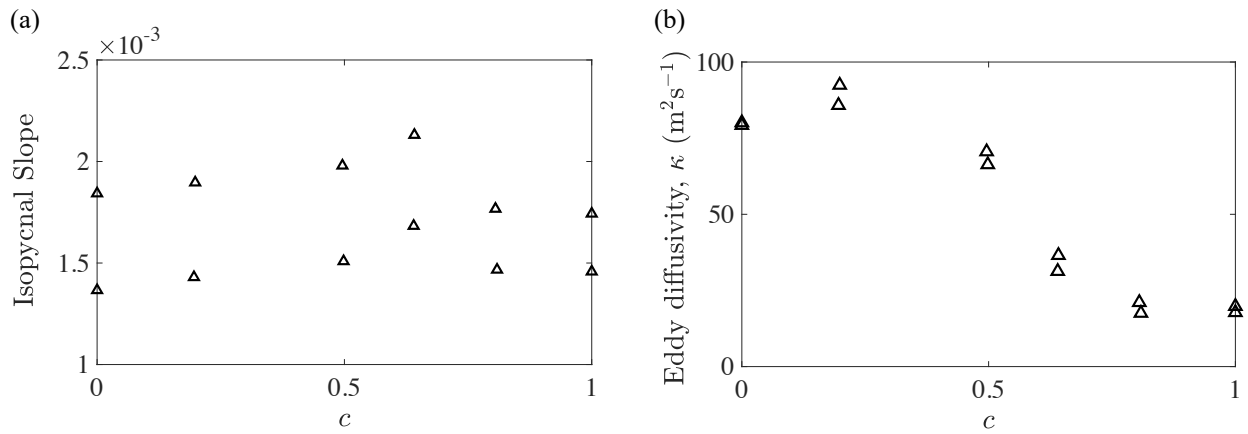 (a)
×10⁻³
2.5
2
1.5
1
Isopycnal Slope
0
0.5
1
c
(b)
100
50
0
Eddy diffusivity, κ (m²s⁻¹)
0
0.5
1
c